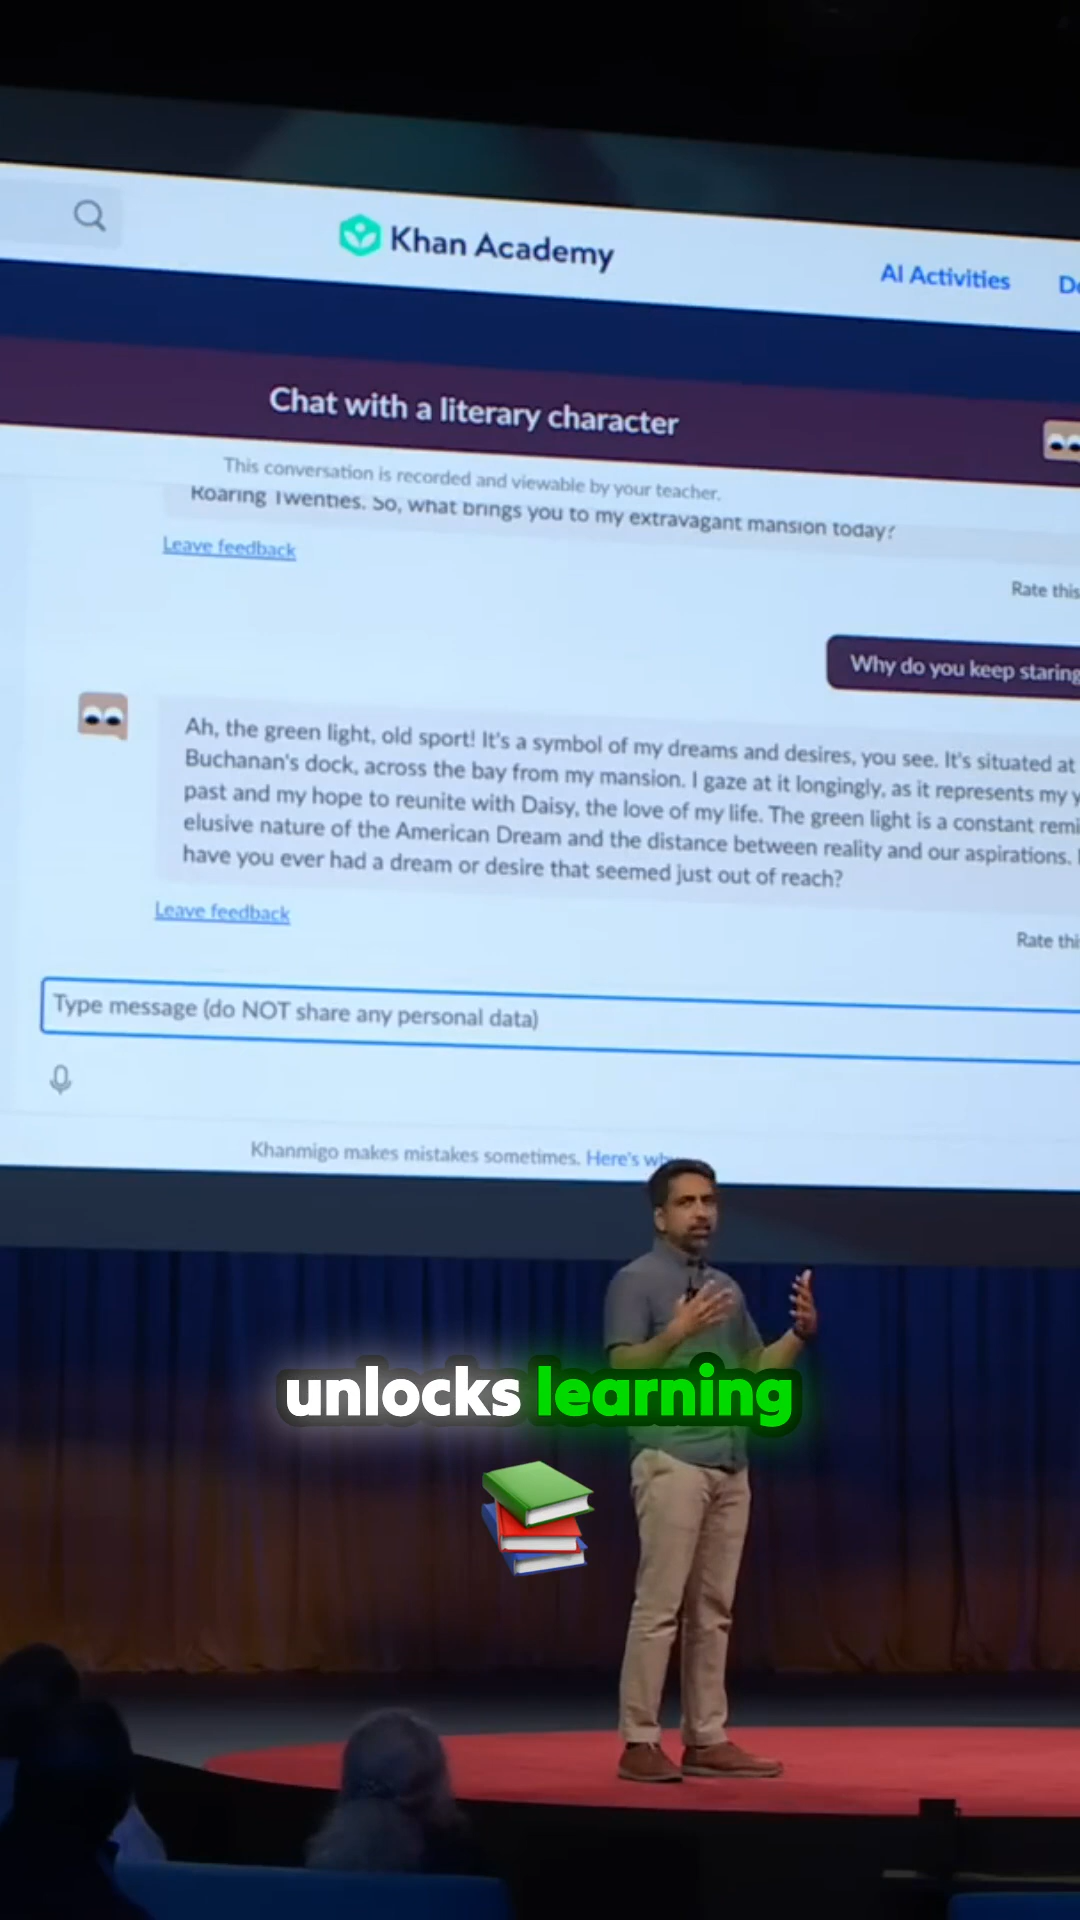 Khan Academy
AI Activities
Chat with a literary character
This conversation is recorded and viewable by your teacher.
Roaring Twenties. So, what brings you to my extravagant mansion today?
Leave feedback
Rate this
Why do you keep staring
Ah, the green light, old sport! It's a symbol of my dreams and desires, you see. It's situated at
Buchanan's dock, across the bay from my mansion. I gaze at it longingly, as it represents my
past and my hope to reunite with Daisy, the love of my life. The green light is a constant
elusive nature of the American Dream and the distance between reality and our aspirations.
have you ever had a dream or desire that seemed just out of reach?
Leave feedback
Rate
Type message (do NOT share any personal data)
Khanmigo makes mistakes sometimes. Here's
unlocks learning